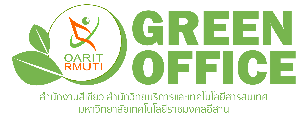 OARIT
RMUTI
GREEN
OFFICE
สำนักงานสีเขียว สำนักวิทยบริการและเทคโนโลยีสารสนเทศ
มหาวิทยาลัยเทคโนโลยีราชมงคลอีสาน